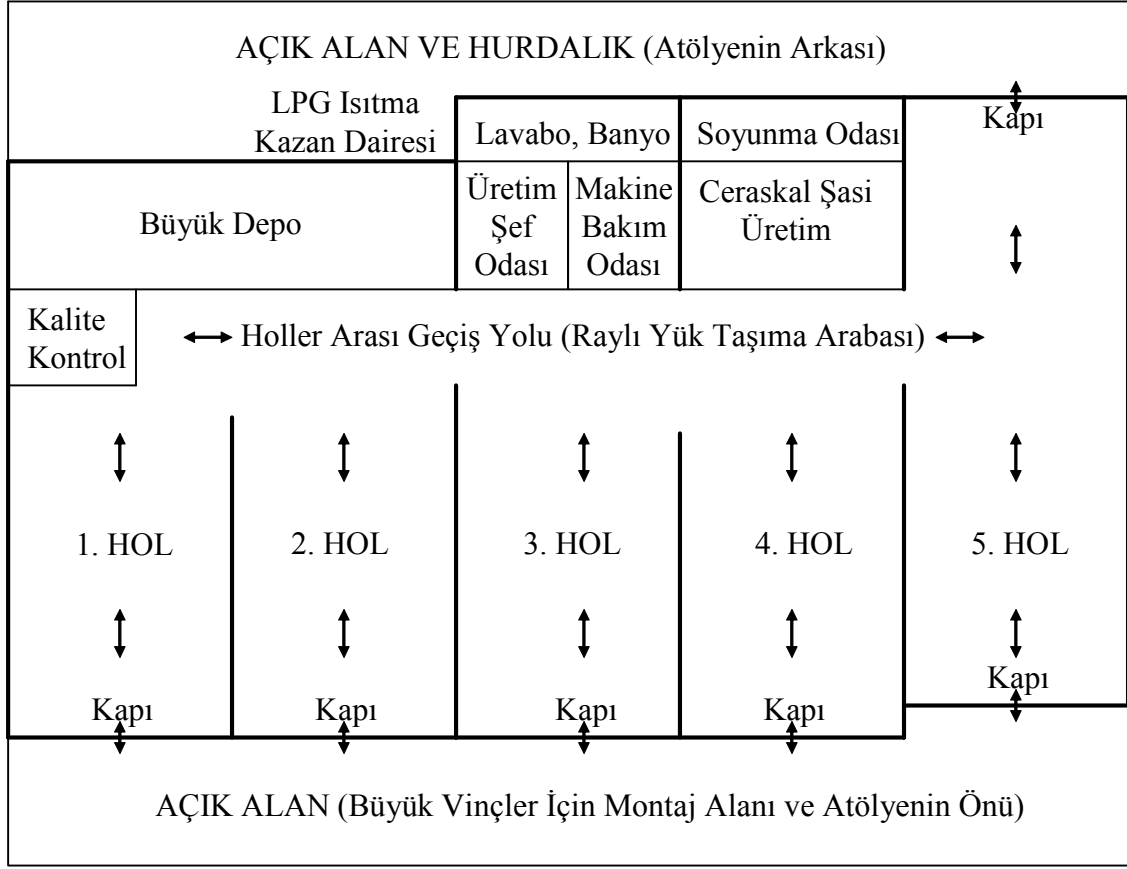 AÇIK ALAN VE HURDALIK (Atölyenin Arkası)
LPG Isıtma
Kazan Dairesi
Kapı
Lavabo, Banyo
Soyunma Odası
Büyük Depo
Üretim
Şef
Odası
Makine
Bakım
Odası
Ceraskal Şasi
Üretim
Kalite
Kontrol
Holler Arası Geçiş Yolu (Raylı Yük Taşıma Arabası)
1. HOL
2. HOL
3. HOL
4. HOL
5. HOL
Kapı
Kapı
Kapı
Kapı
Kapı
AÇIK ALAN (Büyük Vinçler İçin Montaj Alanı ve Atölyenin Önü)